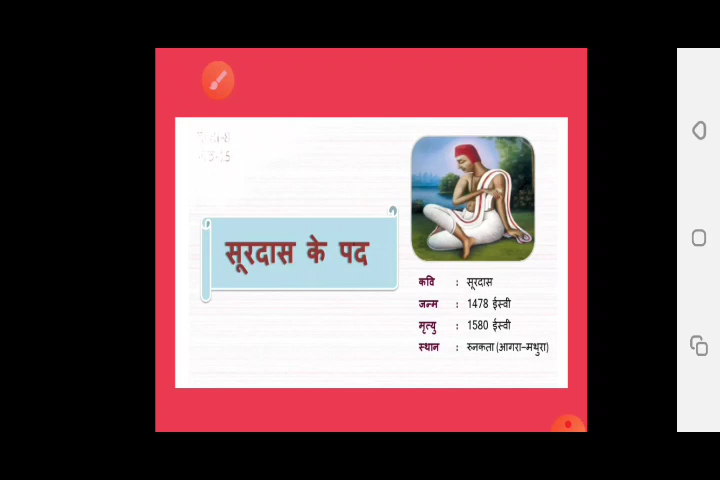 सूरदास के पद
कवि : सूरदास
जन्म : 1478 ईस्वी
मृत्यु : 1580 ईस्वी
स्थान : रुनकता (आगरा-मथुरा)